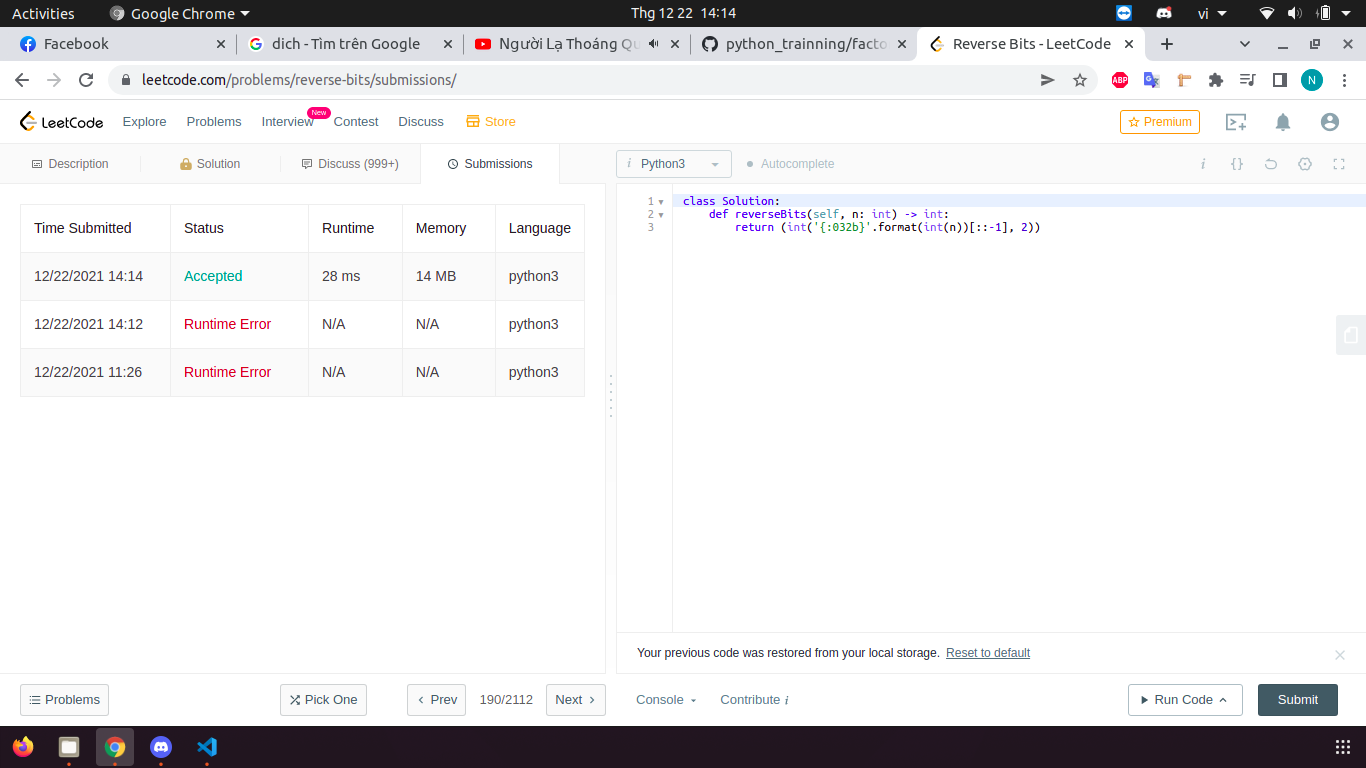 Activities Google Chrome Thg 12 22 14:14 vi
Facebook dich - Tìm trên Google Người Lạ Thoáng Qu python_trainning/facto Reverse Bits - LeetCode
leetcode.com/problems/reverse-bits/submissions/ ABP N
LeetCode Explore Problems Interview New Contest Discuss Store Premium
Description Solution Discuss (999+) Submissions i Python3 Autocomplete i {}
Time Submitted Status Runtime Memory Language
12/22/2021 14:14 Accepted 28 ms 14 MB python3
12/22/2021 14:12 Runtime Error N/A N/A python3
12/22/2021 11:26 Runtime Error N/A N/A python3
1 class Solution:
2 def reverseBits(self, n: int) -> int:
3 return (int('{:032b}'.format(int(n))[::-1], 2))
Your previous code was restored from your local storage. Reset to default
Problems Pick One Prev 190/2112 Next Console Contribute i Run Code Submit